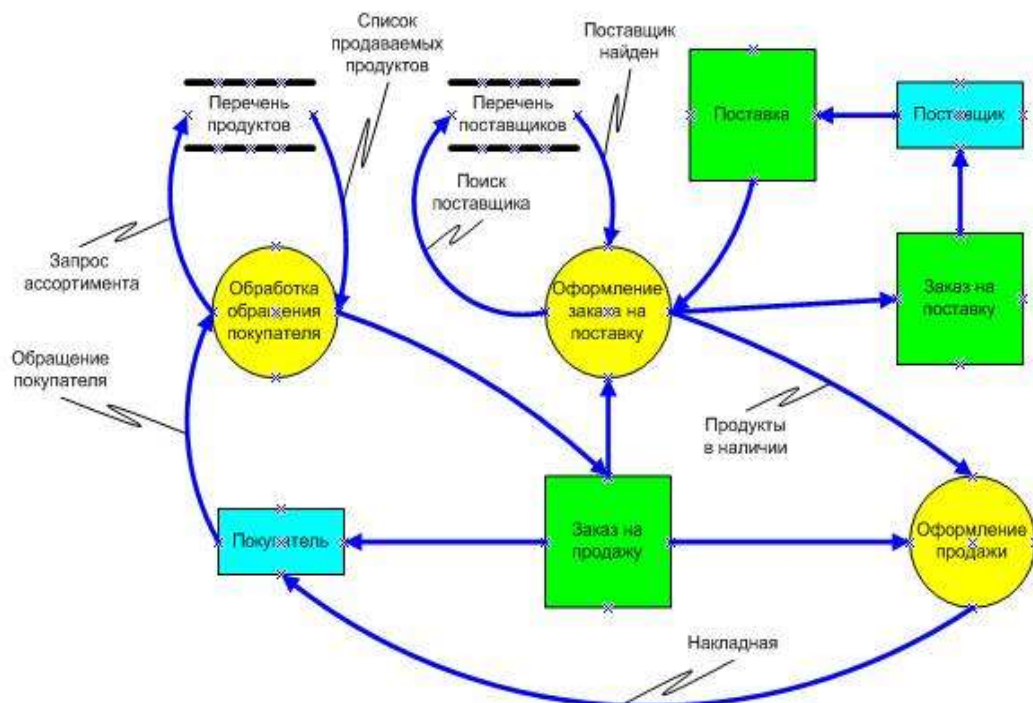 Список
продаваемых
продуктов
Поставщик
найден
Перечень
продуктов
Перечень
поставщиков
Поставка
Поставщик
Поиск
поставщика
Запрос
ассортимента
Обработка
обращения
покупателя
Оформление
заказа на
поставку
Заказ на
поставку
Обращение
покупателя
Продукты
в наличии
Покупатель
Заказ на
продажу
Оформление
продажи
Накладная